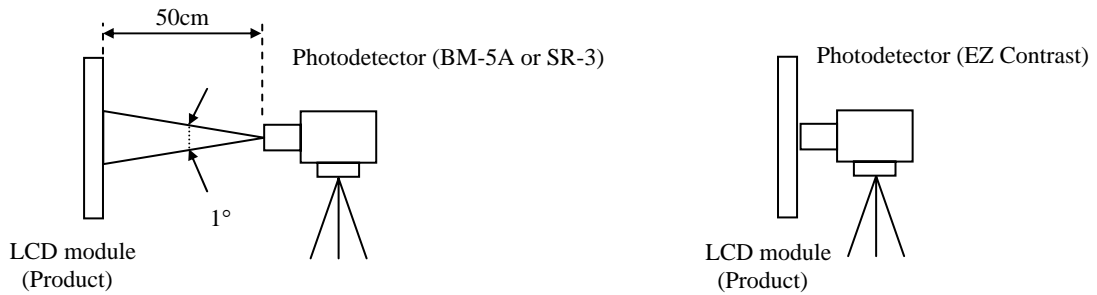 50cm
Photodetector (BM-5A or SR-3)
1°
LCD module
(Product)
Photodetector (EZ Contrast)
LCD module
(Product)